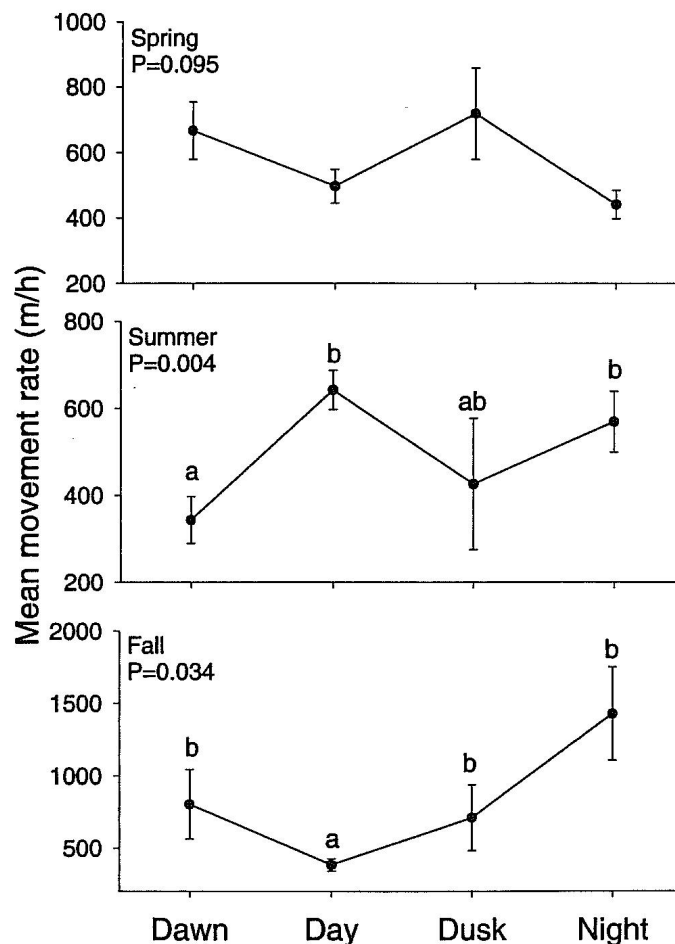 Mean movement rate (m/h)
1000
800
600
400
200
Spring
P=0.095
800
600
400
200
Summer
P=0.004
a
b
ab
b
2000
1500
1000
500
Fall
P=0.034
b
a
b
b
Dawn Day Dusk Night